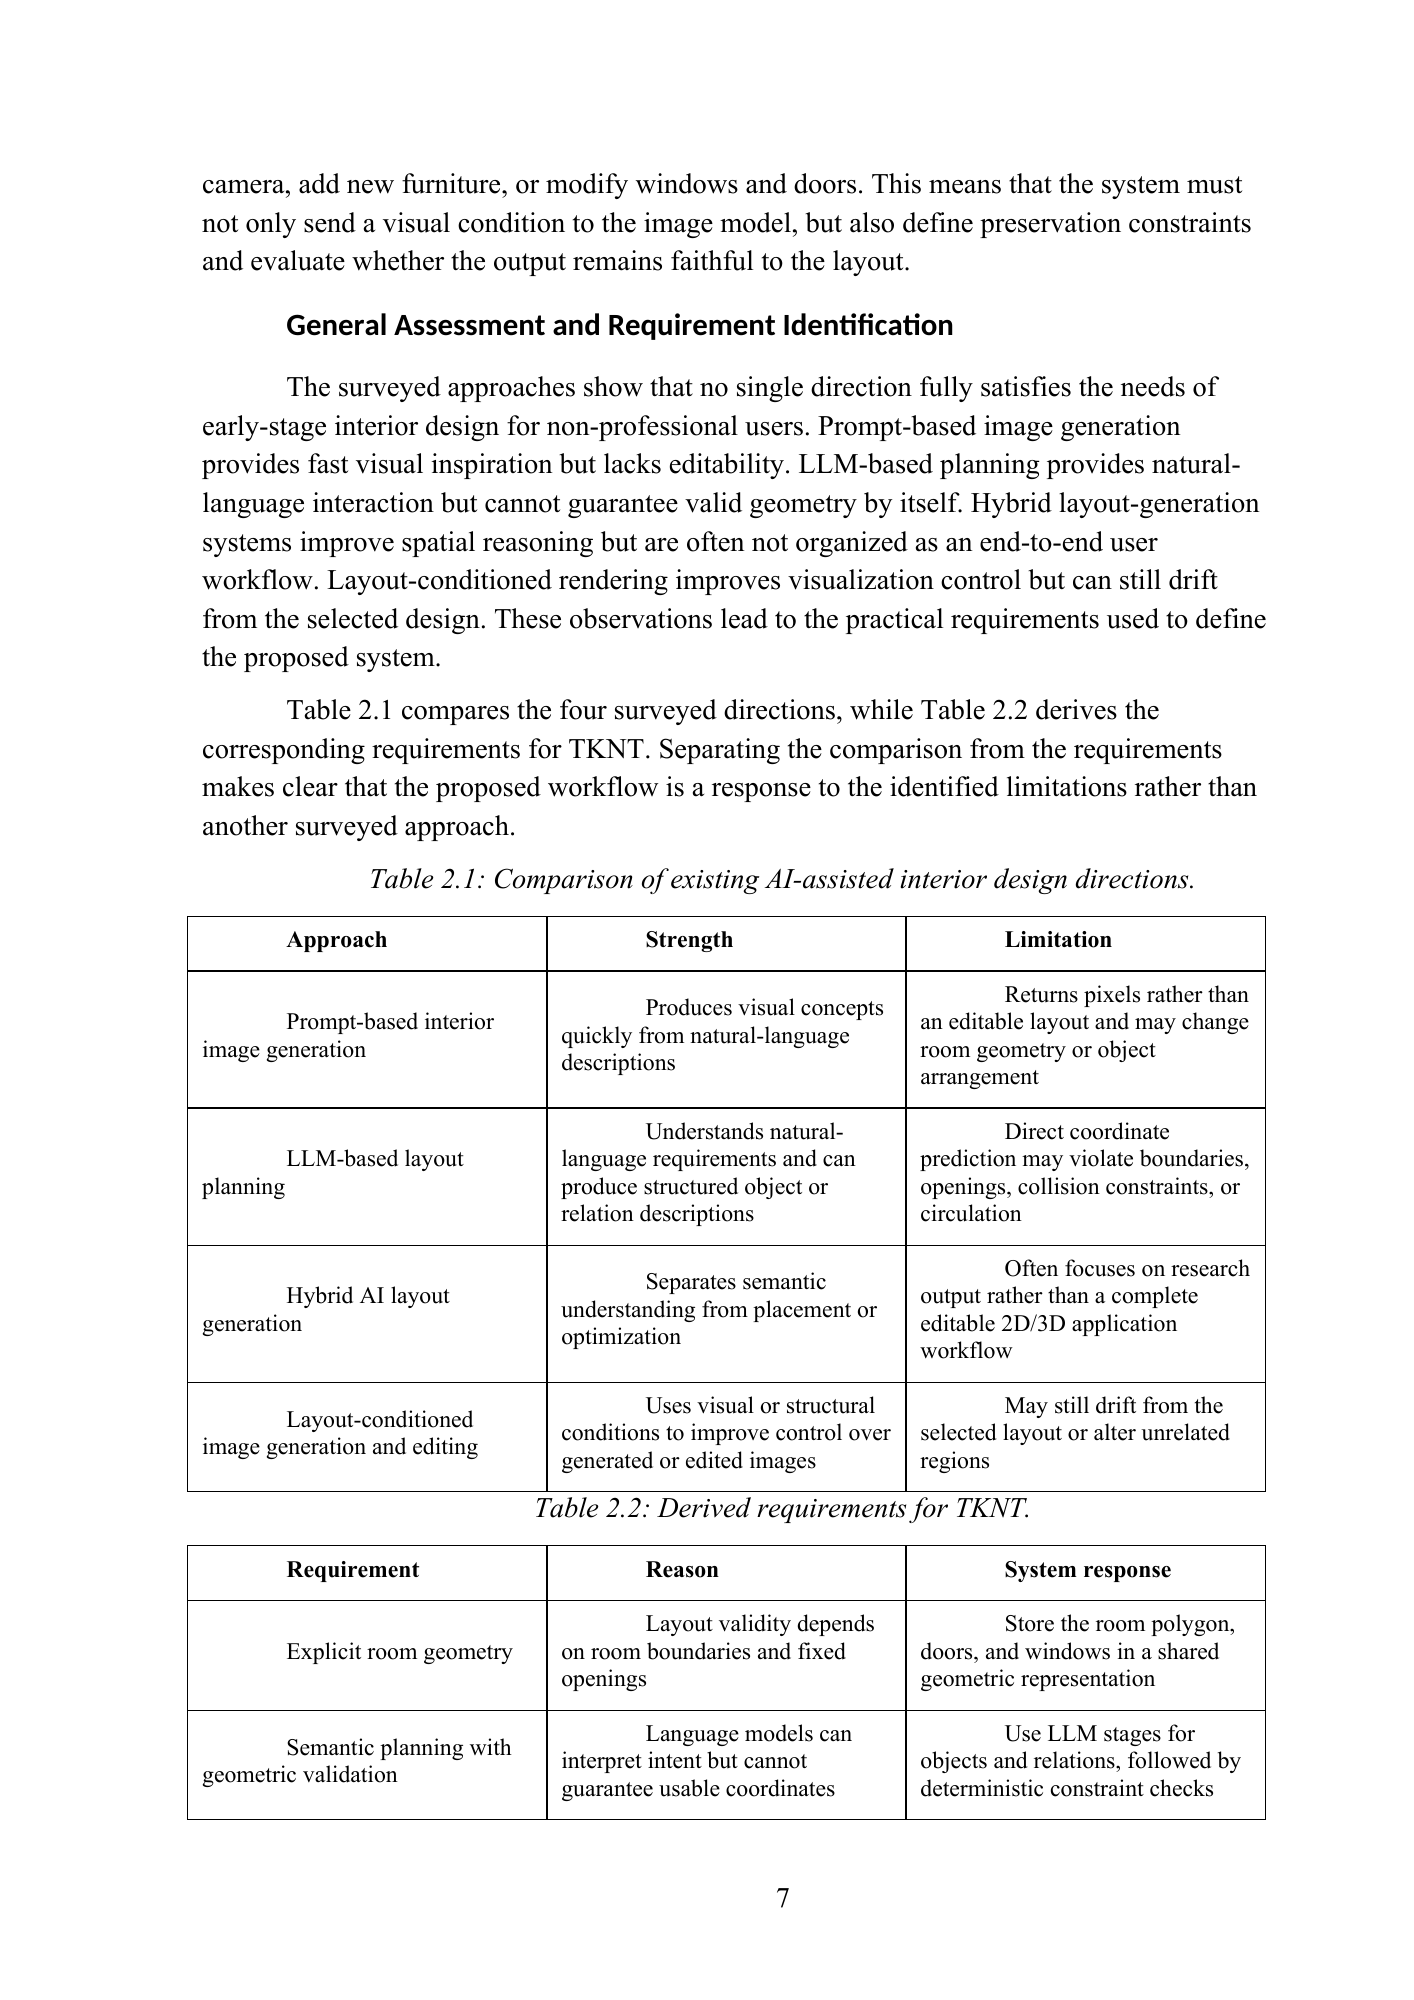 camera, add new furniture, or modify windows and doors. This means that the system must
not only send a visual condition to the image model, but also define preservation constraints
and evaluate whether the output remains faithful to the layout.
General Assessment and Requirement Identification
The surveyed approaches show that no single direction fully satisfies the needs of
early-stage interior design for non-professional users. Prompt-based image generation
provides fast visual inspiration but lacks editability. LLM-based planning provides natural-
language interaction but cannot guarantee valid geometry by itself. Hybrid layout-generation
systems improve spatial reasoning but are often not organized as an end-to-end user
workflow. Layout-conditioned rendering improves visualization control but can still drift
from the selected design. These observations lead to the practical requirements used to define
the proposed system.
Table 2.1 compares the four surveyed directions, while Table 2.2 derives the
corresponding requirements for TKNT. Separating the comparison from the requirements
makes clear that the proposed workflow is a response to the identified limitations rather than
another surveyed approach.
Table 2.1: Comparison of existing AI-assisted interior design directions.
Approach
Strength
Limitation
Prompt-based interior
image generation
Produces visual concepts
quickly from natural-language
descriptions
Returns pixels rather than
an editable layout and may change
room geometry or object
arrangement
LLM-based layout
planning
Understands natural-
language requirements and can
produce structured object or
relation descriptions
Direct coordinate
prediction may violate boundaries,
openings, collision constraints, or
circulation
Hybrid AI layout
generation
Separates semantic
understanding from placement or
optimization
Often focuses on research
output rather than a complete
editable 2D/3D application
workflow
Layout-conditioned
image generation and editing
Uses visual or structural
conditions to improve control over
generated or edited images
May still drift from the
selected layout or alter unrelated
regions
Table 2.2: Derived requirements for TKNT.
Requirement
Reason
System response
Explicit room geometry
Layout validity depends
on room boundaries and fixed
openings
Store the room polygon,
doors, and windows in a shared
geometric representation
Semantic planning with
geometric validation
Language models can
interpret intent but cannot
guarantee usable coordinates
Use LLM stages for
objects and relations, followed by
deterministic constraint checks
7